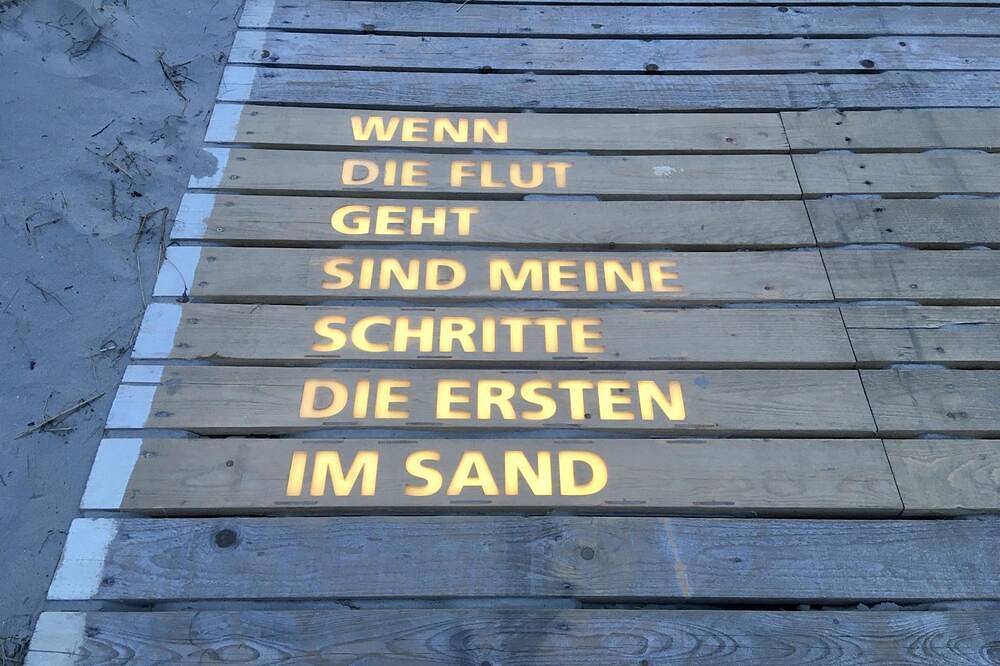 WENN
DIE FLUT
GEHT
SIND MEINE
SCHRITTE
DIE ERSTEN
IM SAND